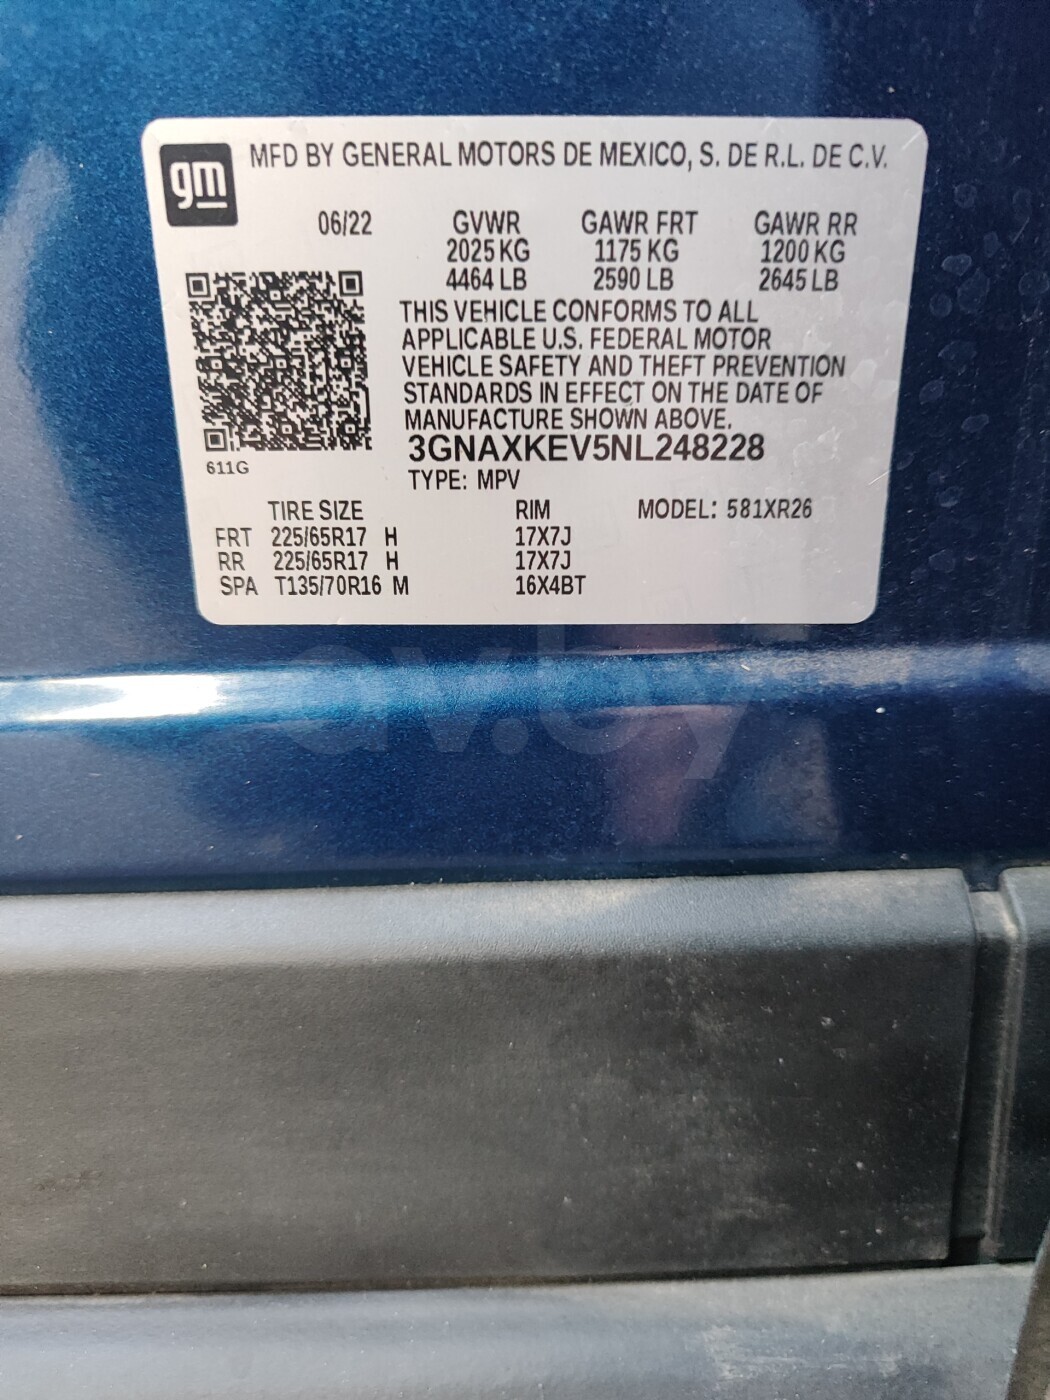 gm
MFD BY GENERAL MOTORS DE MEXICO, S. DE R.L. DE C.V.
06/22 GVWR GAWR FRT GAWR RR
2025 KG 1175 KG 1200 KG
4464 LB 2590 LB 2645 LB
THIS VEHICLE CONFORMS TO ALL
APPLICABLE U.S. FEDERAL MOTOR
VEHICLE SAFETY AND THEFT PREVENTION
STANDARDS IN EFFECT ON THE DATE OF
MANUFACTURE SHOWN ABOVE.
3GNAXKEV5NL248228
611G
TYPE: MPV
TIRE SIZE RIM MODEL: 581XR26
FRT 225/65R17 H 17X7J
RR 225/65R17 H 17X7J
SPA T135/70R16 M 16X4BT
av.by